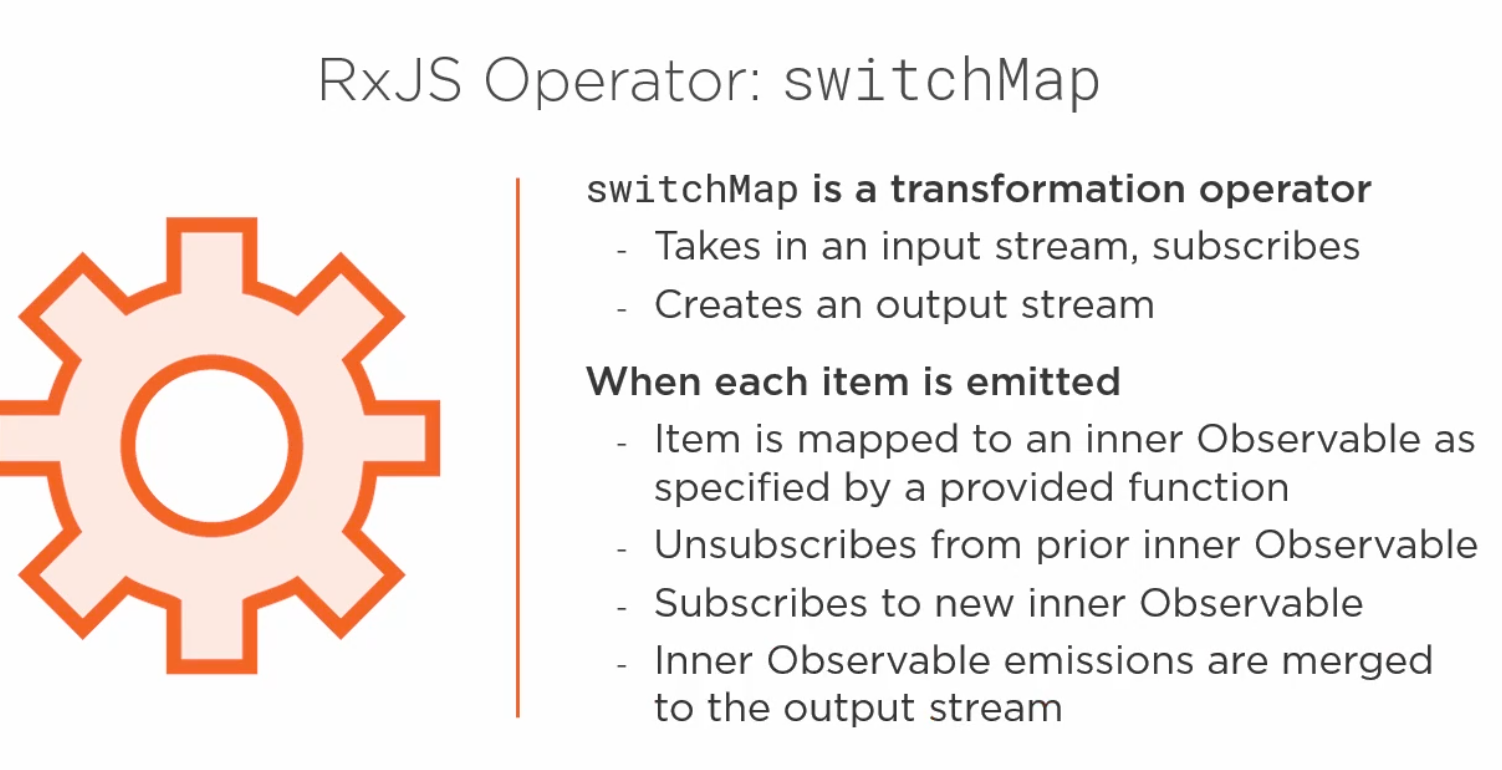 RxJS Operator: switchMap
switchMap is a transformation operator
- Takes in an input stream, subscribes
- Creates an output stream
When each item is emitted
- Item is mapped to an inner Observable as
specified by a provided function
- Unsubscribes from prior inner Observable
- Subscribes to new inner Observable
- Inner Observable emissions are merged
to the output stream